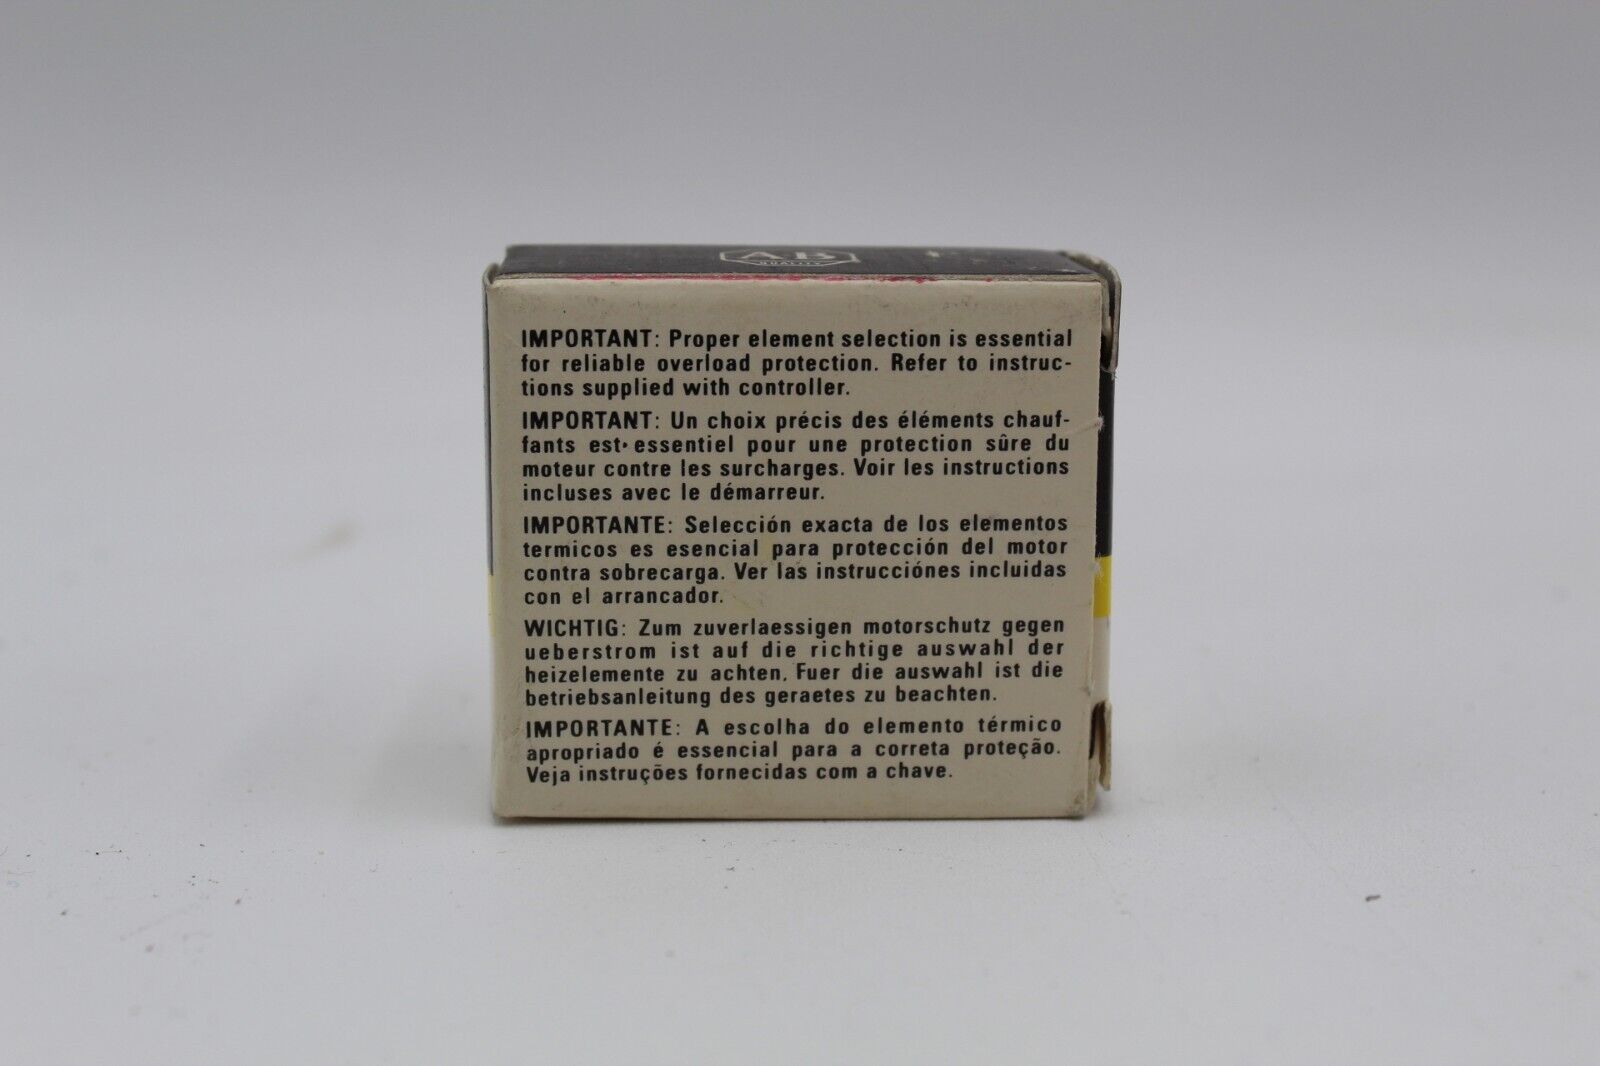 A-B
QUALITY
IMPORTANT: Proper element selection is essential
for reliable overload protection. Refer to instruc-
tions supplied with controller.
IMPORTANT: Un choix précis des éléments chauf-
fants est essentiel pour une protection sûre du
moteur contre les surcharges. Voir les instructions
incluses avec le démarreur.
IMPORTANTE: Selección exacta de los elementos
termicos es esencial para protección del motor
contra sobrecarga. Ver las instrucciónes incluidas
con el arrancador.
WICHTIG: Zum zuverlaessigen motorschutz gegen
ueberstrom ist auf die richtige auswahl der
heizelemente zu achten. Fuer die auswahl ist die
betriebsanleitung des geraetes zu beachten.
IMPORTANTE: A escolha do elemento térmico
apropriado é essencial para a correta proteção.
Veja instruções fornecidas com a chave.